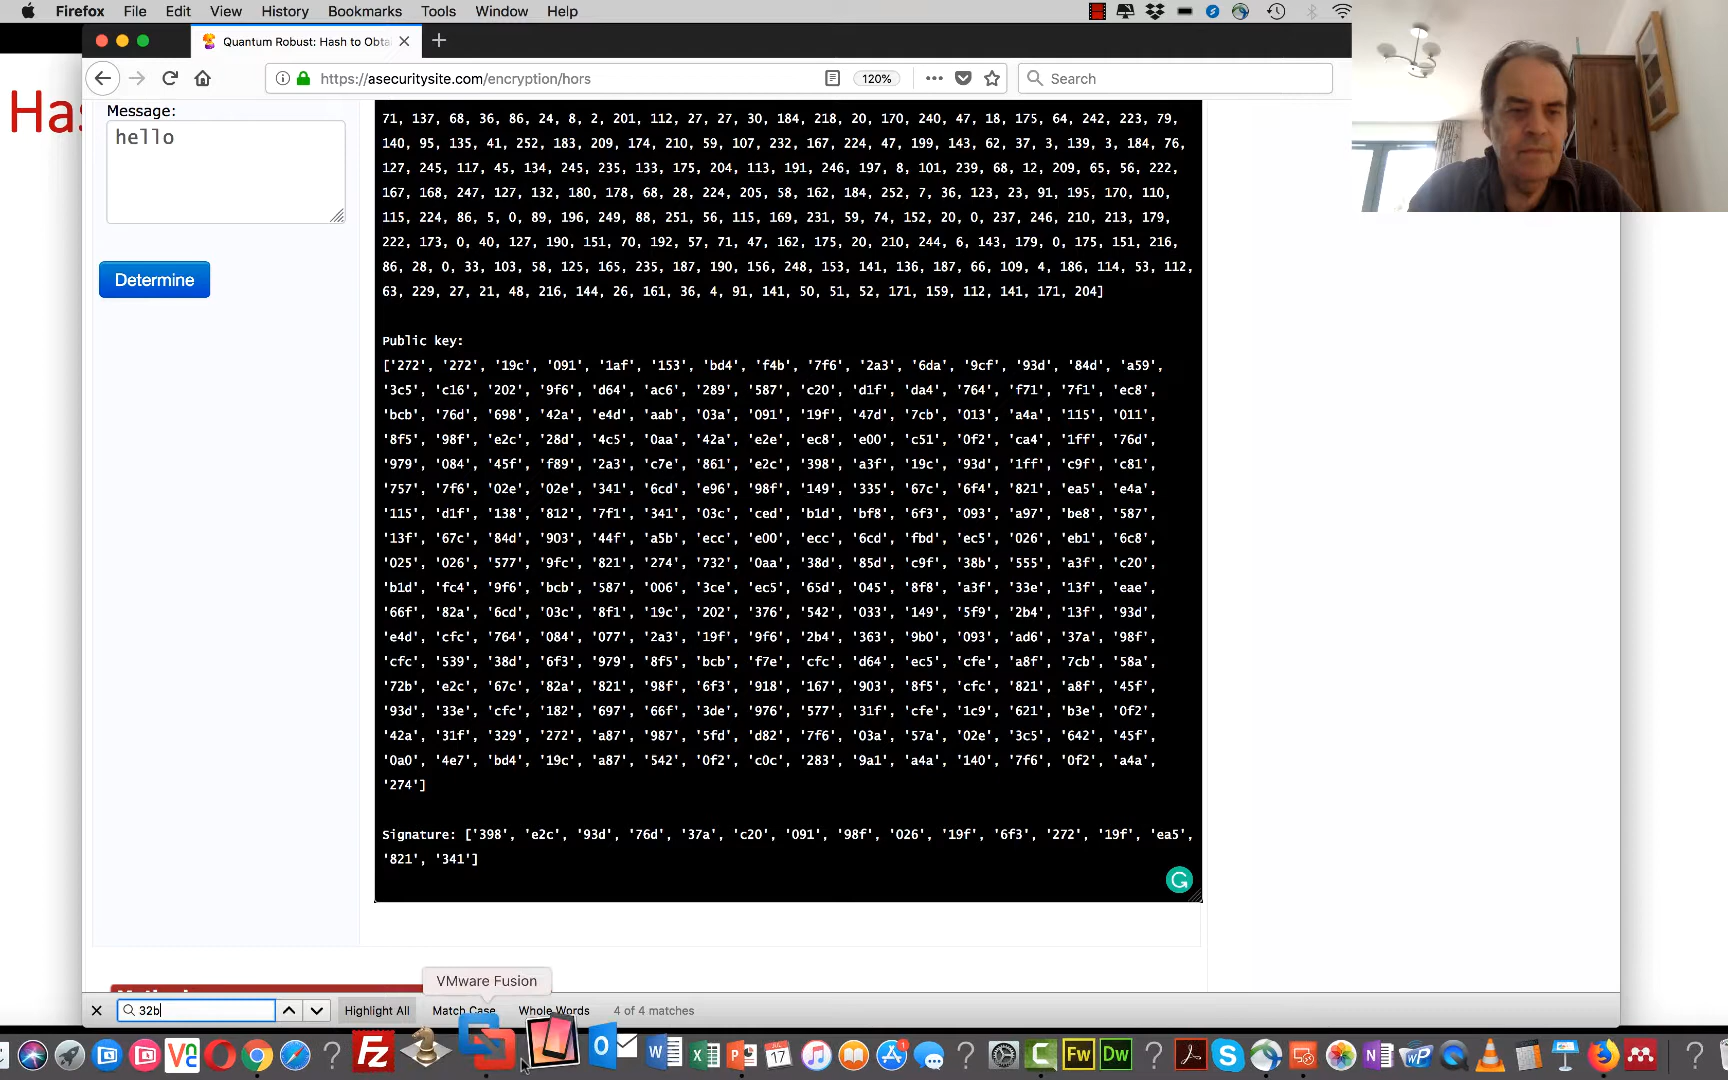 Firefox File Edit View History Bookmarks Tools Window Help
Quantum Robust: Hash to Obta
https://asecuritysite.com/encryption/hors 120% Search
Has
Message:
hello
Determine
71, 137, 68, 36, 86, 24, 8, 2, 201, 112, 27, 27, 30, 184, 218, 20, 170, 240, 47, 18, 175, 64, 242, 223, 79,
140, 95, 135, 41, 252, 183, 209, 174, 210, 59, 107, 232, 167, 224, 47, 199, 143, 62, 37, 3, 139, 3, 184, 76,
127, 245, 117, 45, 134, 245, 235, 133, 175, 204, 113, 191, 246, 197, 8, 101, 239, 68, 12, 209, 65, 56, 222,
167, 168, 247, 127, 132, 180, 178, 68, 28, 224, 205, 58, 162, 184, 252, 7, 36, 123, 23, 91, 195, 170, 110,
115, 224, 86, 5, 0, 89, 196, 249, 88, 251, 56, 115, 169, 231, 59, 74, 152, 20, 0, 237, 246, 210, 213, 179,
222, 173, 0, 40, 127, 190, 151, 70, 192, 57, 71, 47, 162, 175, 20, 210, 244, 6, 143, 179, 0, 175, 151, 216,
86, 28, 0, 33, 103, 58, 125, 165, 235, 187, 190, 156, 248, 153, 141, 136, 187, 66, 109, 4, 186, 114, 53, 112,
63, 229, 27, 21, 48, 216, 144, 26, 161, 36, 4, 91, 141, 50, 51, 52, 171, 159, 112, 141, 171, 204]
Public key:
['272', '272', '19c', '091', '1af', '153', 'bd4', 'f4b', '7f6', '2a3', '6da', '9cf', '93d', '84d', 'a59',
'3c5', 'c16', '202', '9f6', 'd64', 'ac6', '289', '587', 'c20', 'd1f', 'da4', '764', 'f71', '7f1', 'ec8',
'bcb', '76d', '698', '42a', 'e4d', 'aab', '03a', '091', '19f', '47d', '7cb', '013', 'a4a', '115', '011',
'8f5', '98f', 'e2c', '28d', '4c5', '0aa', '42a', 'e2e', 'ec8', 'e00', 'c51', '0f2', 'ca4', '1ff', '76d',
'979', '084', '45f', 'f89', '2a3', 'c7e', '861', 'e2c', '398', 'a3f', '19c', '93d', '1ff', 'c9f', 'c81',
'757', '7f6', '02e', '02e', '341', '6cd', 'e96', '98f', '149', '335', '67c', '6f4', '821', 'ea5', 'e4a',
'115', 'd1f', '138', '812', '7f1', '341', '03c', 'ced', 'b1d', 'bf8', '6f3', '093', 'a97', 'be8', '587',
'13f', '67c', '84d', '903', '44f', 'a5b', 'ecc', 'e00', 'ecc', '6cd', 'fbd', 'ec5', '026', 'eb1', '6c8',
'025', '026', '577', '9fc', '821', '274', '732', '0aa', '38d', '85d', 'c9f', '38b', '555', 'a3f', 'c20',
'b1d', 'fc4', '9f6', 'bcb', '587', '006', '3ce', 'ec5', '65d', '045', '8f8', 'a3f', '33e', '13f', 'eae',
'66f', '82a', '6cd', '03c', '8f1', '19c', '202', '376', '542', '033', '149', '5f9', '2b4', '13f', '93d',
'e4d', 'cfc', '764', '084', '077', '2a3', '19f', '9f6', '2b4', '363', '9b0', '093', 'ad6', '37a', '98f',
'cfc', '539', '38d', '6f3', '979', '8f5', 'bcb', 'f7e', 'cfc', 'd64', 'ec5', 'cfe', 'a8f', '7cb', '58a',
'72b', 'e2c', '67c', '82a', '821', '98f', '6f3', '918', '167', '903', '8f5', 'cfc', '821', 'a8f', '45f',
'93d', '33e', 'cfc', '182', '697', '66f', '3de', '976', '577', '31f', 'cfe', '1c9', '621', 'b3e', '0f2',
'42a', '31f', '329', '272', 'a87', '987', '5fd', 'd82', '7f6', '03a', '57a', '02e', '3c5', '642', '45f',
'0a0', '4e7', 'bd4', '19c', 'a87', '542', '0f2', 'c0c', '283', '9a1', 'a4a', '140', '7f6', '0f2', 'a4a',
'274']
Signature: ['398', 'e2c', '93d', '76d', '37a', 'c20', '091', '98f', '026', '19f', '6f3', '272', '19f', 'ea5',
'821', '341']
VMware Fusion
32b Highlight All Match Case Whole Words 4 of 4 matches